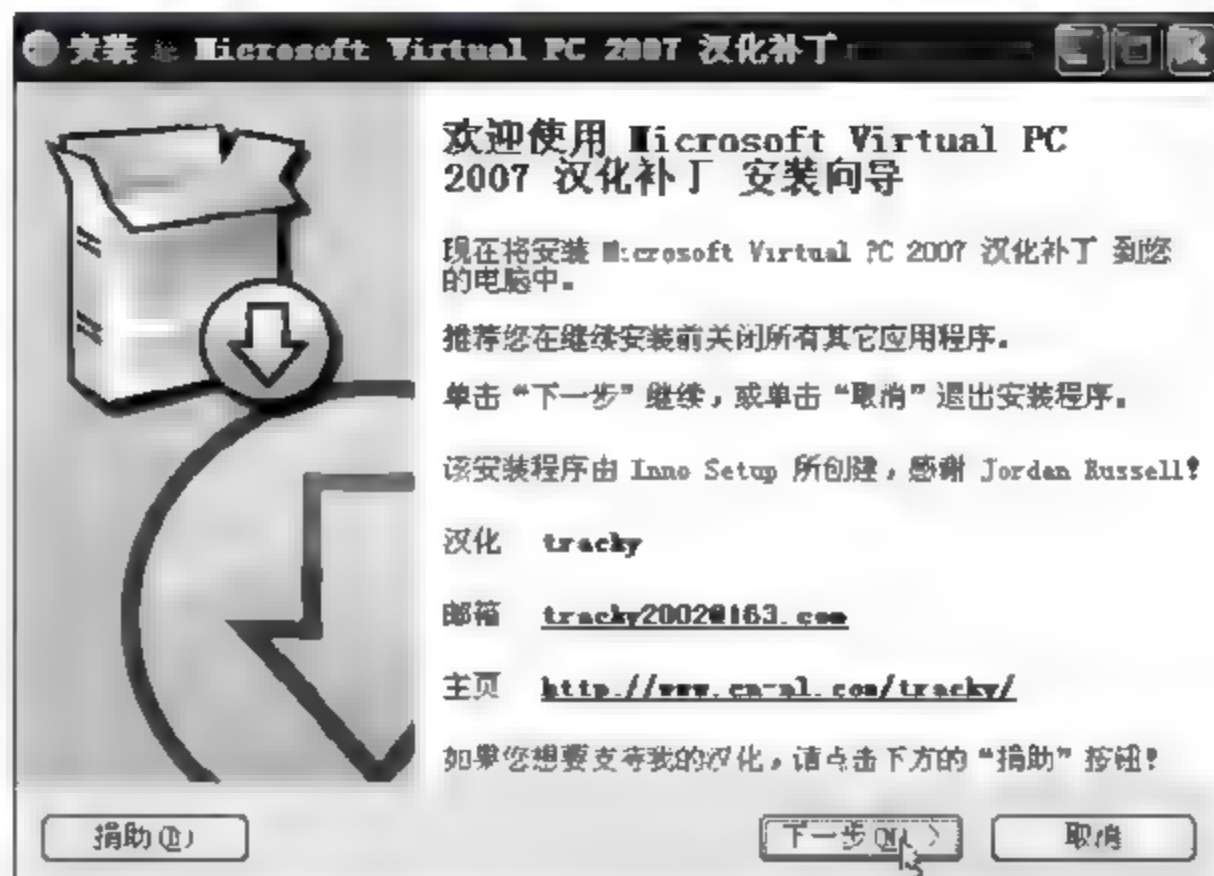 安装 Microsoft Virtual PC 2007 汉化补丁
欢迎使用 Microsoft Virtual PC
2007 汉化补丁 安装向导
现在将安装 Microsoft Virtual PC 2007 汉化补丁 到您
的电脑中。
推荐您在继续安装前关闭所有其它应用程序。
单击“下一步”继续，或单击“取消”退出安装程序。
该安装程序由 Inno Setup 所创建，感谢 Jordan Russell!
汉化 tracky
邮箱 tracky2002@163.com
主页
如果您想要支持我的汉化，请点击下方的“捐助”按钮!
捐助(D) 下一步(N) > 取消